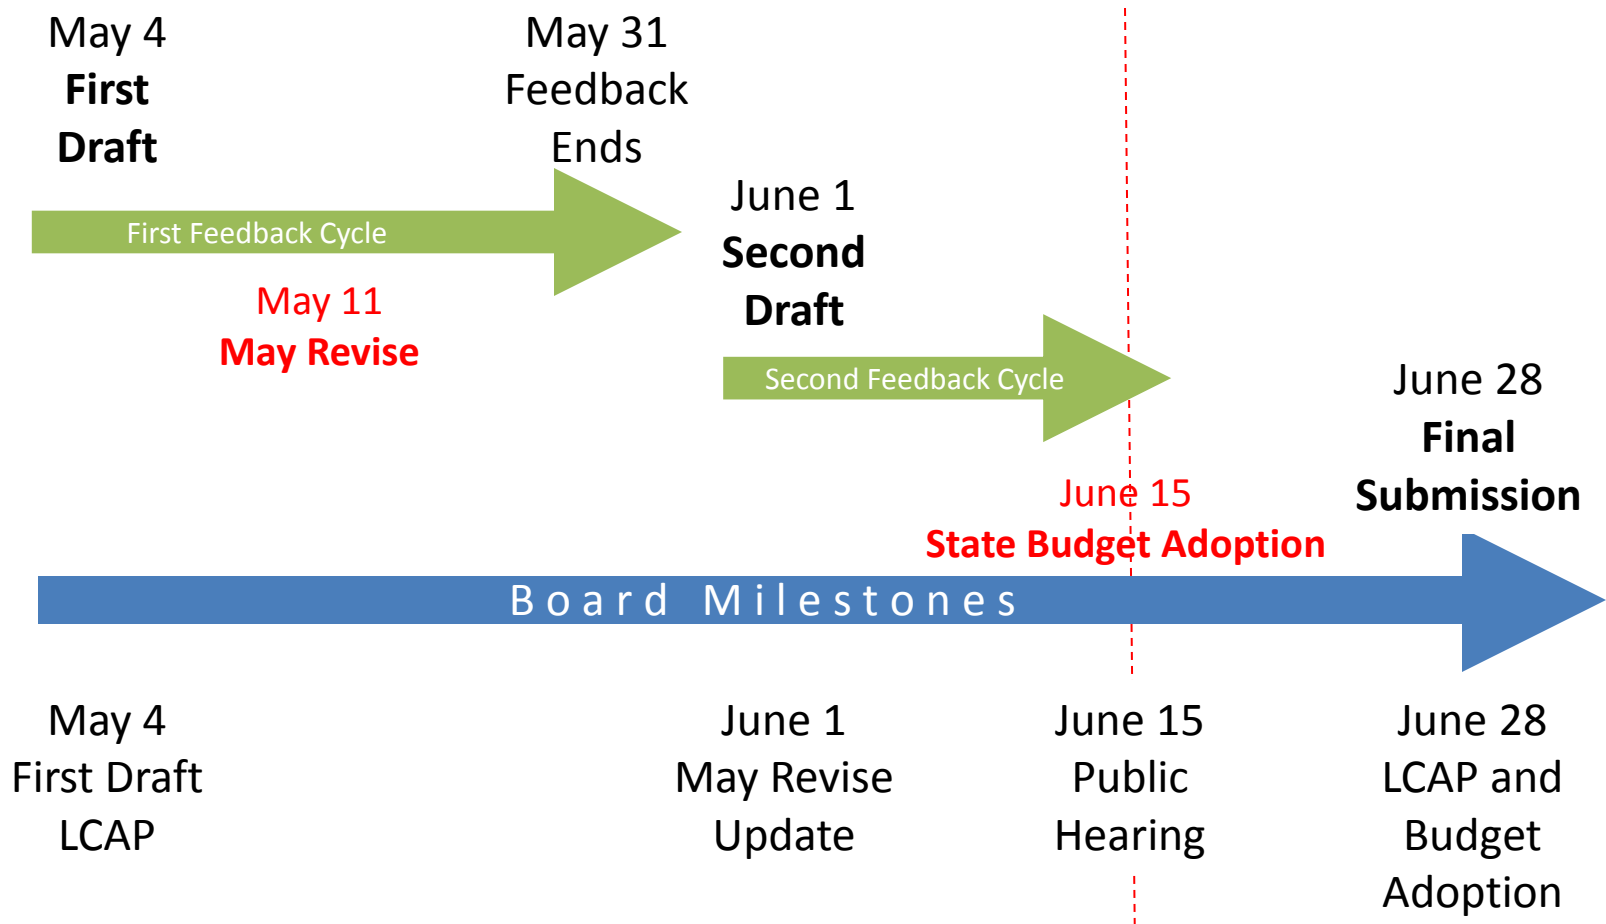 May 4
First
Draft
May 31
Feedback
Ends
First Feedback Cycle
May 11
May Revise
June 1
Second
Draft
Second Feedback Cycle
June 15
State Budget Adoption
June 28
Final
Submission
Board Milestones
May 4
First Draft
LCAP
June 1
May Revise
Update
June 15
Public
Hearing
June 28
LCAP and
Budget
Adoption